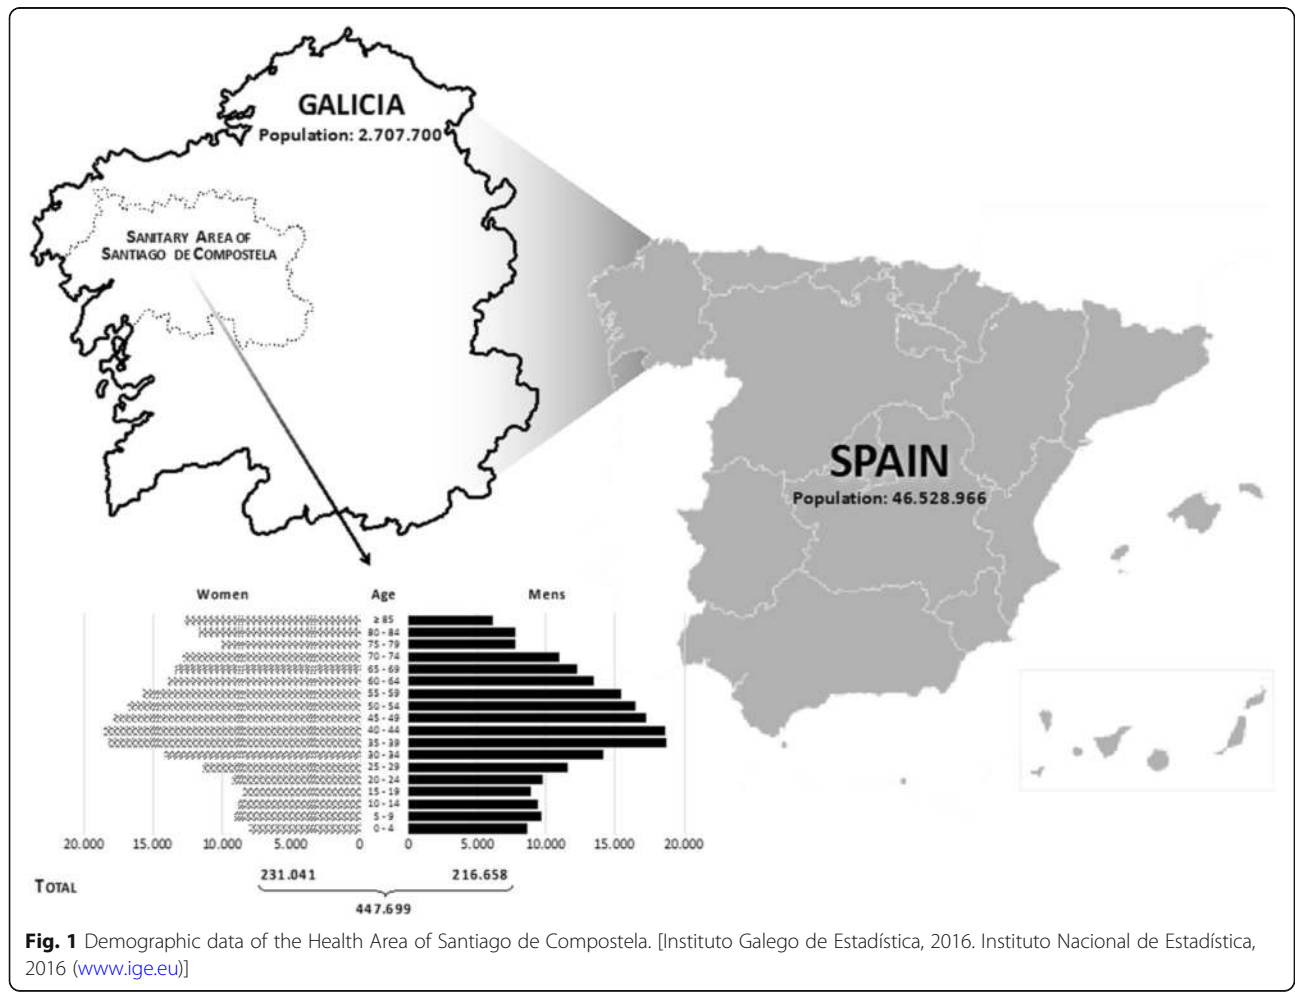 GALICIA
Population: 2.707.700
SANITARY AREA OF
SANTIAGO DE COMPOSTELA
SPAIN
Population: 46.528.966
Women Age Mens
≥ 85
80 - 84
75 - 79
70 - 74
65 - 69
60 - 64
55 - 59
50 - 54
45 - 49
40 - 44
35 - 39
30 - 34
25 - 29
20 - 24
15 - 19
10 - 14
5 - 9
0 - 4
20.000 15.000 10.000 5.000 0 0 5.000 10.000 15.000 20.000
231.041 216.658
TOTAL
447.699
Fig. 1 Demographic data of the Health Area of Santiago de Compostela. [Instituto Galego de Estadística, 2016. Instituto Nacional de Estadística,
2016 (www.ige.eu)]